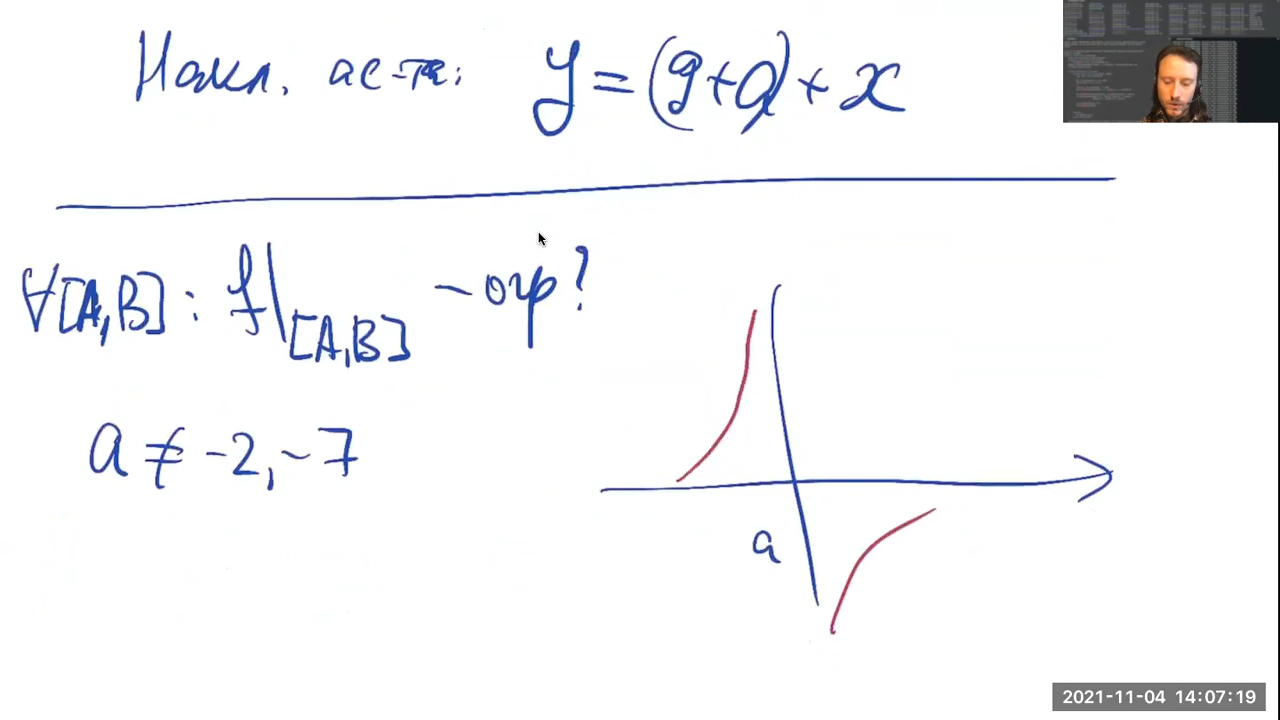 Накл. ас-та: y = (9+a) + x
∀[A,B] : f|[A,B] – огр?
a ≠ -2, -7
a
2021-11-04 14:07:19